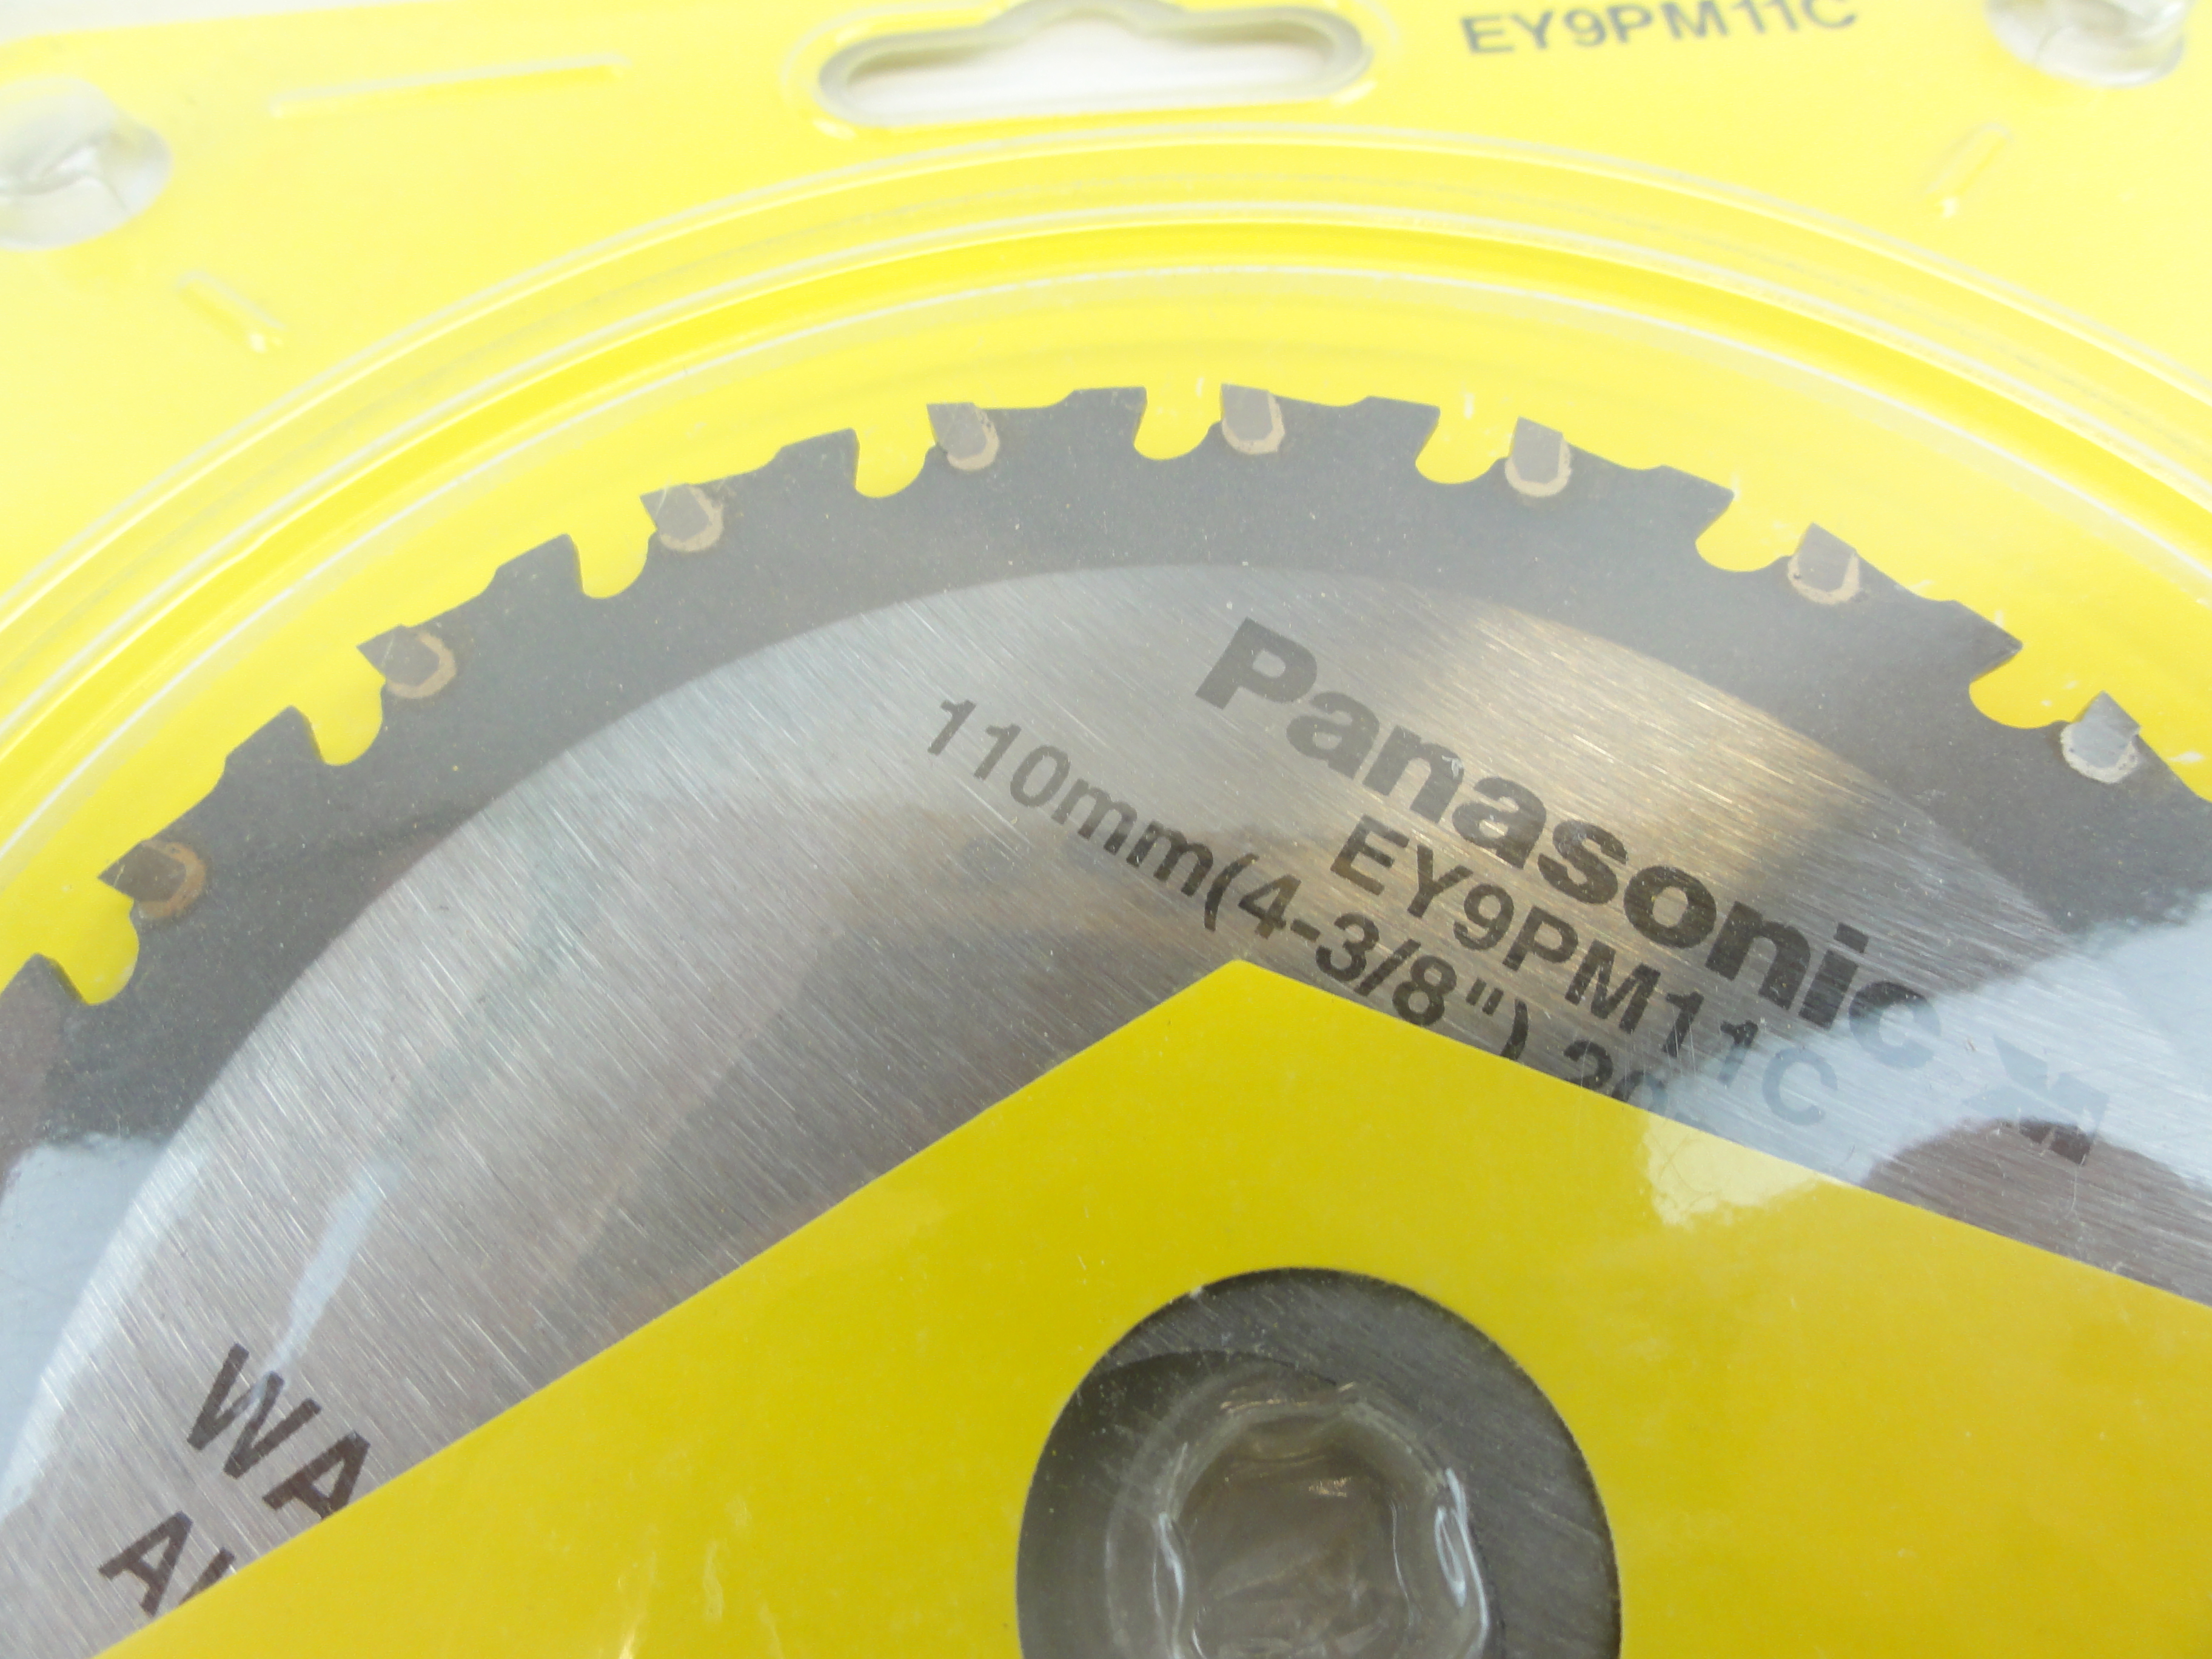 EY9PM11C
Panasonic
EY9PM11C
110mm(4-3/8")
WA